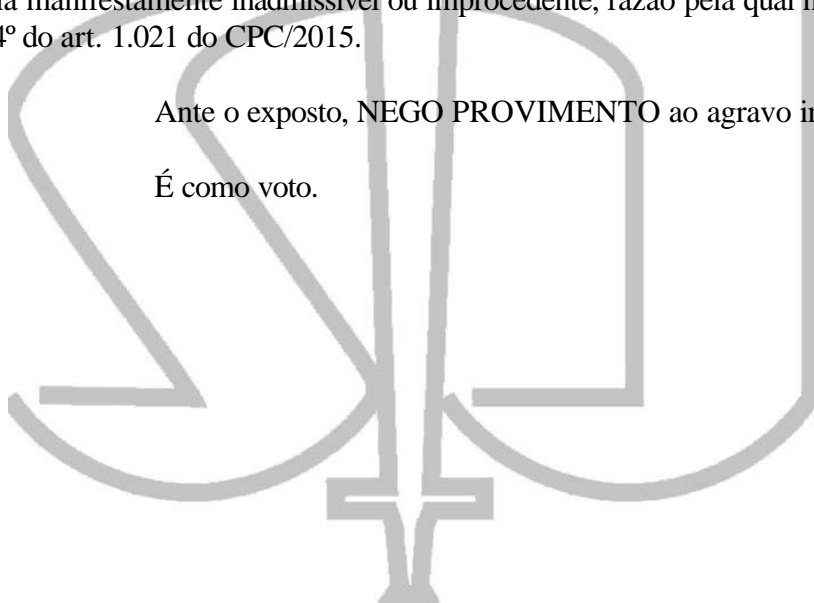 manifestamente inadmissível ou improcedente, razão pela qual
4º do art. 1.021 do CPC/2015.
Ante o exposto, NEGO PROVIMENTO ao agravo
É como voto.